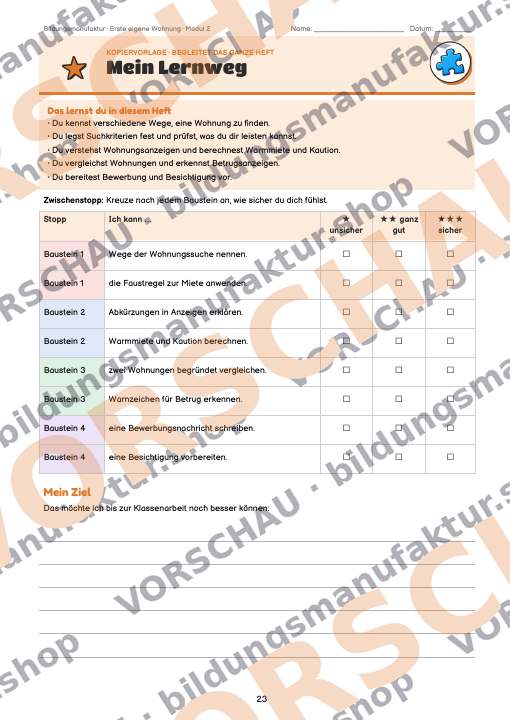 Bildungsmanufaktur · Erste eigene Wohnung · Modul 2 Name: Datum:
KOPIERVORLAGE · BEGLEITET DAS GANZE HEFT
Mein Lernweg
Das lernst du in diesem Heft
· Du kennst verschiedene Wege, eine Wohnung zu finden.
· Du legst Suchkriterien fest und prüfst, was du dir leisten kannst.
· Du verstehst Wohnungsanzeigen und berechnest Warmmiete und Kaution.
· Du vergleichst Wohnungen und erkennst Betrugsanzeigen.
· Du bereitest Bewerbung und Besichtigung vor.
Zwischenstopp: Kreuze nach jedem Baustein an, wie sicher du dich fühlst.
Stopp Ich kann … ★ unsicher ★★ ganz gut ★★★ sicher
Baustein 1 Wege der Wohnungssuche nennen. ☐ ☐ ☐
Baustein 1 die Faustregel zur Miete anwenden. ☐ ☐ ☐
Baustein 2 Abkürzungen in Anzeigen erklären. ☐ ☐ ☐
Baustein 2 Warmmiete und Kaution berechnen. ☐ ☐ ☐
Baustein 3 zwei Wohnungen begründet vergleichen. ☐ ☐ ☐
Baustein 3 Warnzeichen für Betrug erkennen. ☐ ☐ ☐
Baustein 4 eine Bewerbungsnachricht schreiben. ☐ ☐ ☐
Baustein 4 eine Besichtigung vorbereiten. ☐ ☐ ☐
Mein Ziel
Das möchte ich bis zur Klassenarbeit noch besser können:
23
VORSCHAU · bildungsmanufaktur.shop
VORSCHAU